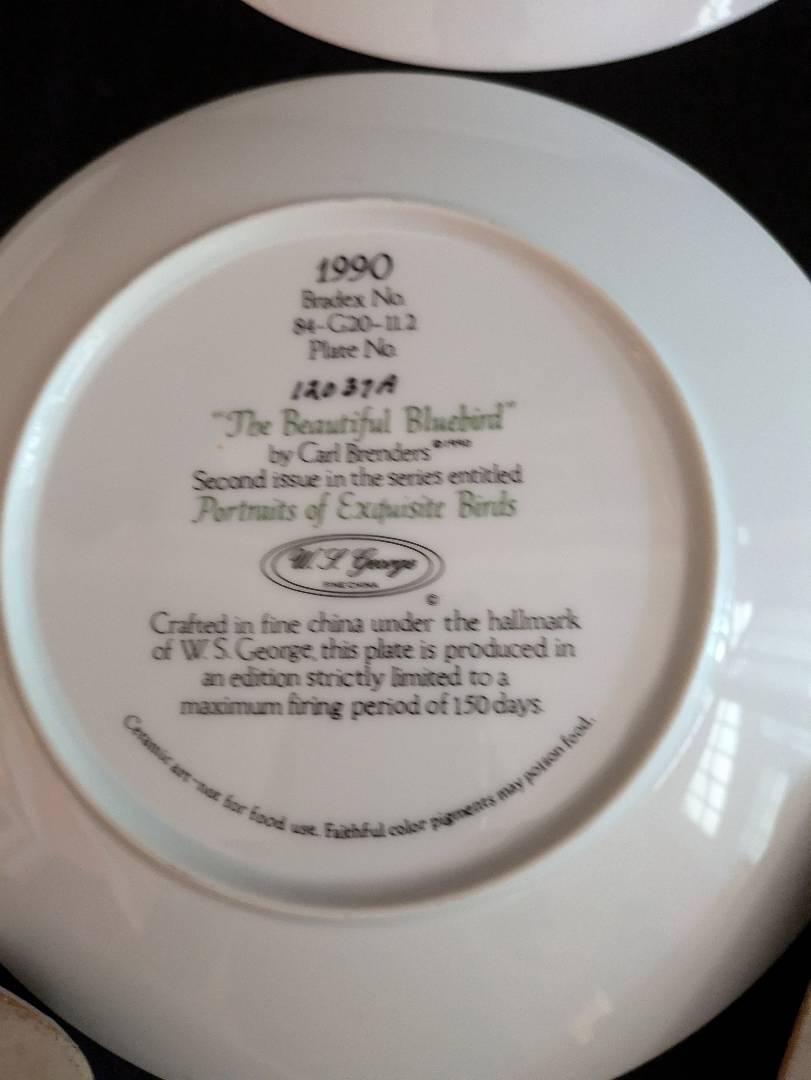 1990
Bradex No.
84-G20-11.2
Plate No.
12037A
"The Beautiful Bluebird"
by Carl Brenders ©1990
Second issue in the series entitled
Portraits of Exquisite Birds
W. S. George
FINE CHINA
©
Crafted in fine china under the hallmark
of W. S. George, this plate is produced in
an edition strictly limited to a
maximum firing period of 150 days.
Ceramic art-not for food use. Faithful color pigments may poison food.